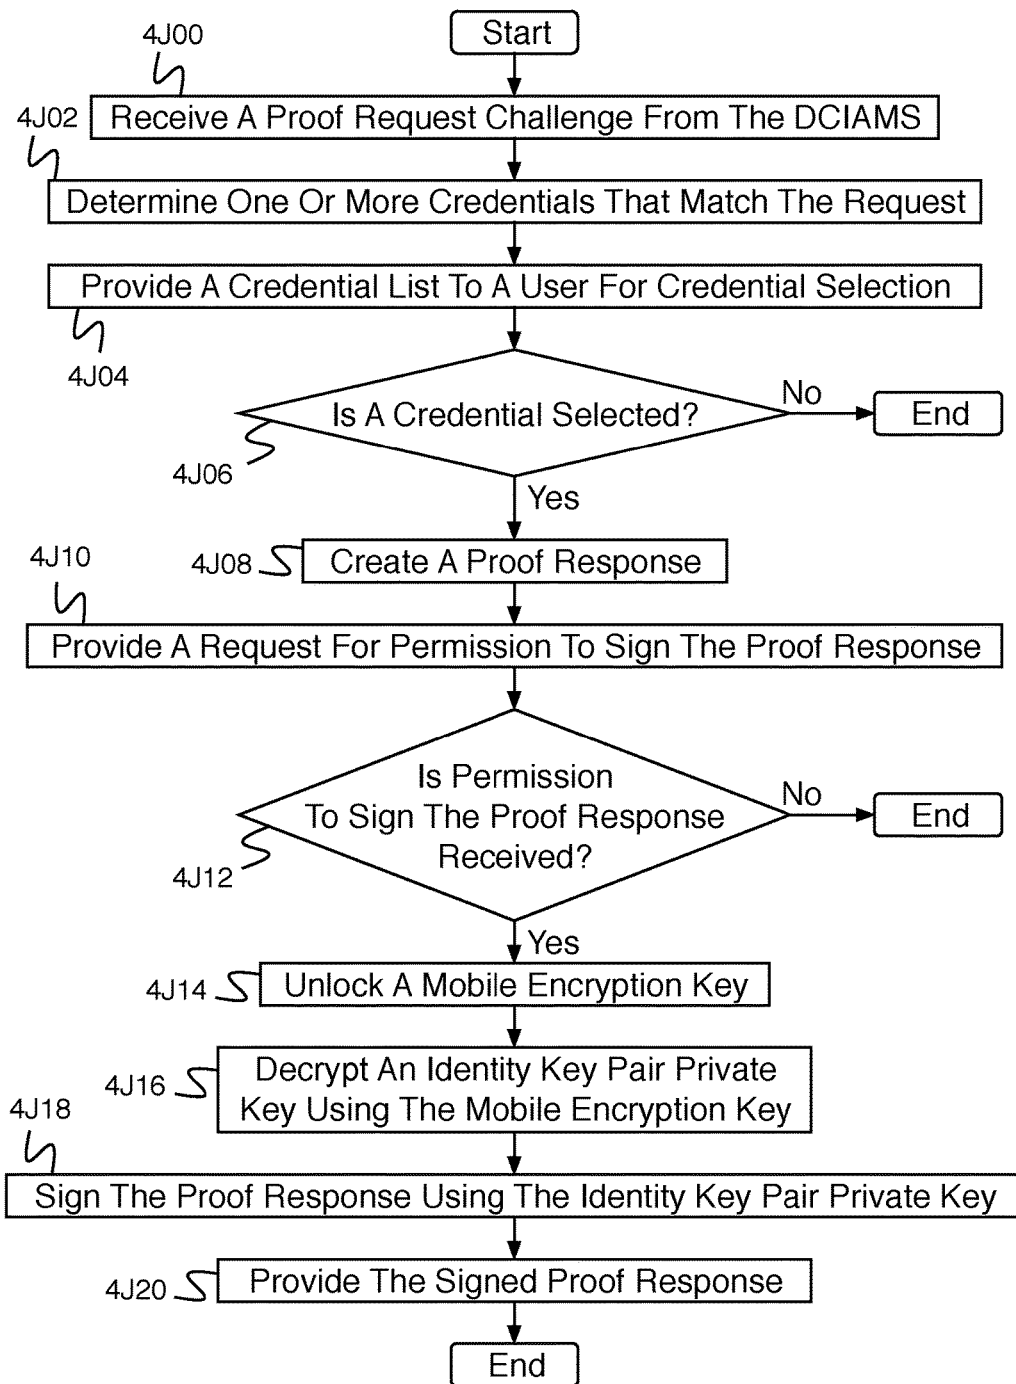 Start
4J00
Receive A Proof Request Challenge From The DCIAMS
4J02
Determine One Or More Credentials That Match The Request
Provide A Credential List To A User For Credential Selection
4J04
Is A Credential Selected?
No
End
4J06
Yes
4J08
Create A Proof Response
4J10
Provide A Request For Permission To Sign The Proof Response
Is Permission
To Sign The Proof Response
Received?
No
End
4J12
Yes
4J14
Unlock A Mobile Encryption Key
4J16
Decrypt An Identity Key Pair Private
Key Using The Mobile Encryption Key
4J18
Sign The Proof Response Using The Identity Key Pair Private Key
4J20
Provide The Signed Proof Response
End